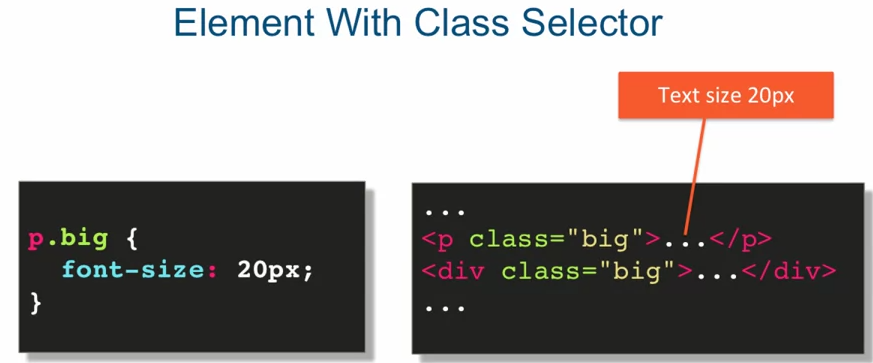 Element With Class Selector
Text size 20px
p.big {
  font-size: 20px;
}
...
<p class="big">...</p>
<div class="big">...</div>
...